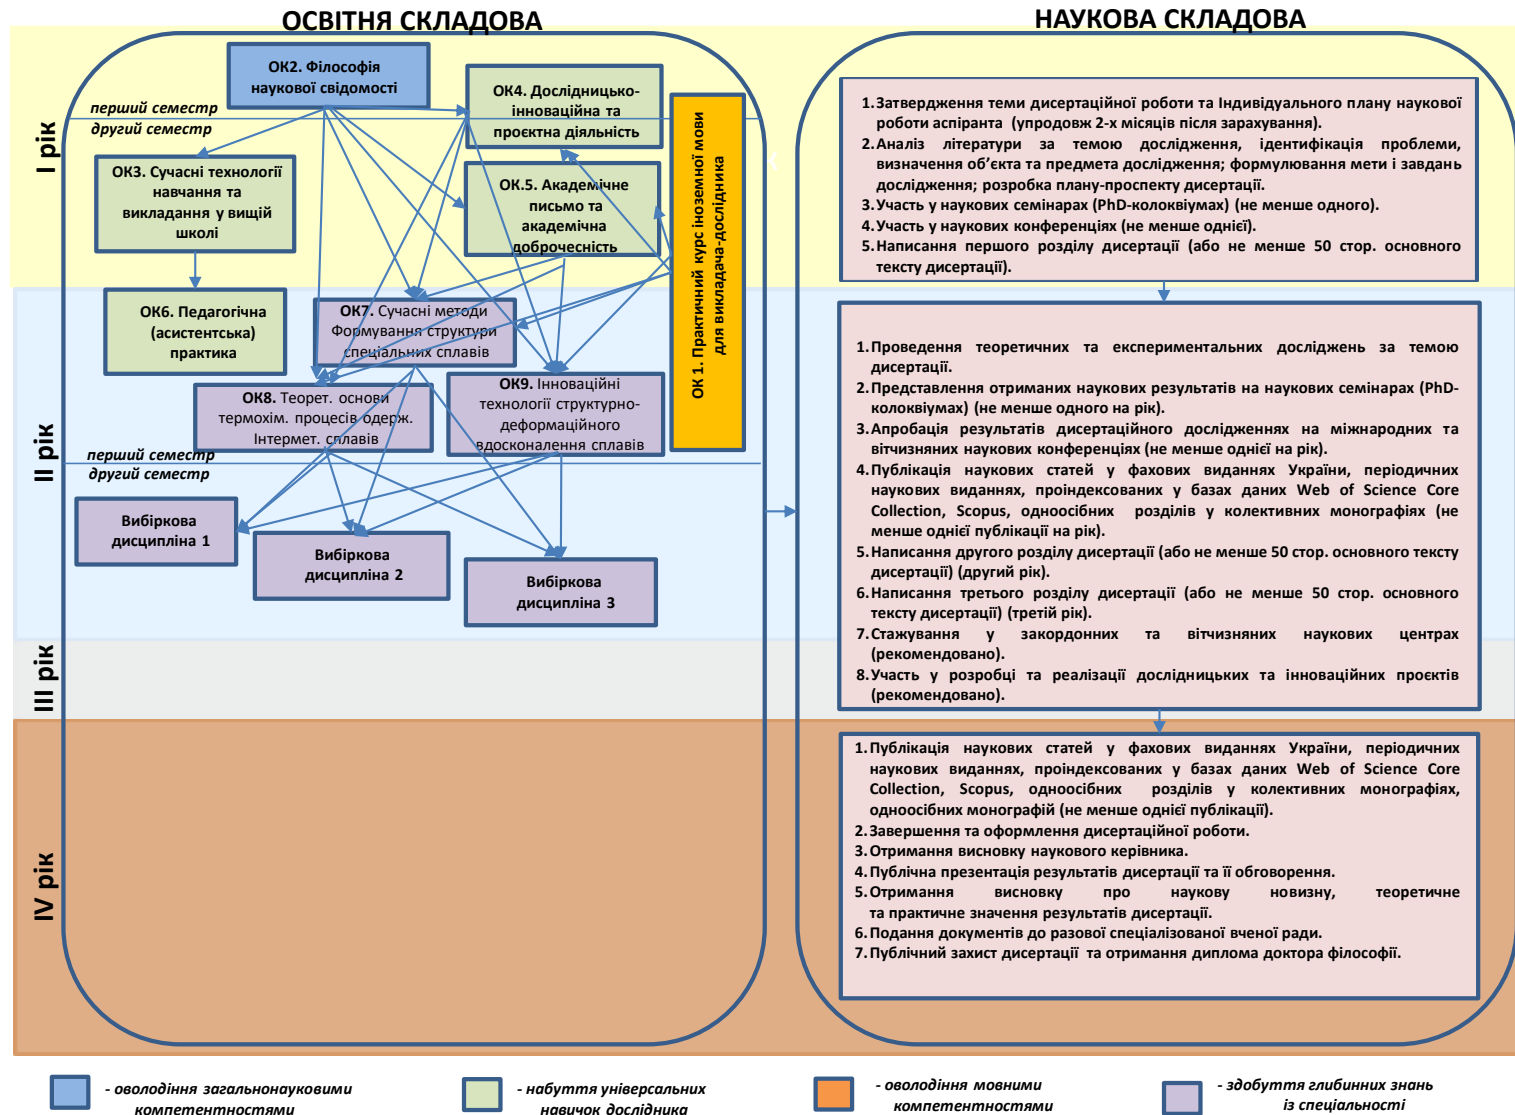 ОСВІТНЯ СКЛАДОВА
I рік
II рік
III рік
IV рік
ОК2. Філософія
наукової свідомості
перший семестр
другий семестр
ОК4. Дослідницько-
інноваційна та
проєктна діяльність
ОК3. Сучасні технології
навчання та
викладання у вищій
школі
ОК.5. Академічне
письмо та
академічна
доброчесність
ОК 1. Практичний курс іноземної мови
для викладача-дослідника
ОК6. Педагогічна
(асистентська)
практика
ОК7. Сучасні методи
Формування структури
спеціальних сплавів
ОК8. Теорет. основи
термохім. процесів одерж.
Інтермет. сплавів
ОК9. Інноваційні
технології структурно-
деформаційного
вдосконалення сплавів
перший семестр
другий семестр
Вибіркова
дисципліна 1
Вибіркова
дисципліна 2
Вибіркова
дисципліна 3
НАУКОВА СКЛАДОВА
1. Затвердження теми дисертаційної роботи та Індивідуального плану наукової
роботи аспіранта (упродовж 2-х місяців після зарахування).
2. Аналіз літератури за темою дослідження, ідентифікація проблеми,
визначення об’єкта та предмета дослідження; формулювання мети і завдань
дослідження; розробка плану-проспекту дисертації.
3. Участь у наукових семінарах (PhD-колоквіумах) (не менше одного).
4. Участь у наукових конференціях (не менше однієї).
5. Написання першого розділу дисертації (або не менше 50 стор. основного
тексту дисертації).
1. Проведення теоретичних та експериментальних досліджень за темою
дисертації.
2. Представлення отриманих наукових результатів на наукових семінарах (PhD-
колоквіумах) (не менше одного на рік).
3. Апробація результатів дисертаційного дослідженнях на міжнародних та
вітчизняних наукових конференціях (не менше однієї на рік).
4. Публікація наукових статей у фахових виданнях України, періодичних
наукових виданнях, проіндексованих у базах даних Web of Science Core
Collection, Scopus, одноосібних розділів у колективних монографіях (не
менше однієї публікації на рік).
5. Написання другого розділу дисертації (або не менше 50 стор. основного тексту
дисертації) (другий рік).
6. Написання третього розділу дисертації (або не менше 50 стор. основного
тексту дисертації) (третій рік).
7. Стажування у закордонних та вітчизняних наукових центрах
(рекомендовано).
8. Участь у розробці та реалізації дослідницьких та інноваційних проєктів
(рекомендовано).
1. Публікація наукових статей у фахових виданнях України, періодичних
наукових виданнях, проіндексованих у базах даних Web of Science Core
Collection, Scopus, одноосібних розділів у колективних монографіях,
одноосібних монографій (не менше однієї публікації).
2. Завершення та оформлення дисертаційної роботи.
3. Отримання висновку наукового керівника.
4. Публічна презентація результатів дисертації та її обговорення.
5. Отримання висновку про наукову новизну, теоретичне
та практичне значення результатів дисертації.
6. Подання документів до разової спеціалізованої вченої ради.
7. Публічний захист дисертації та отримання диплома доктора філософії.
- оволодіння загальнонауковими
компетентностями
- набуття універсальних
навичок дослідника
- оволодіння мовними
компетентностями
- здобуття глибинних знань
із спеціальності